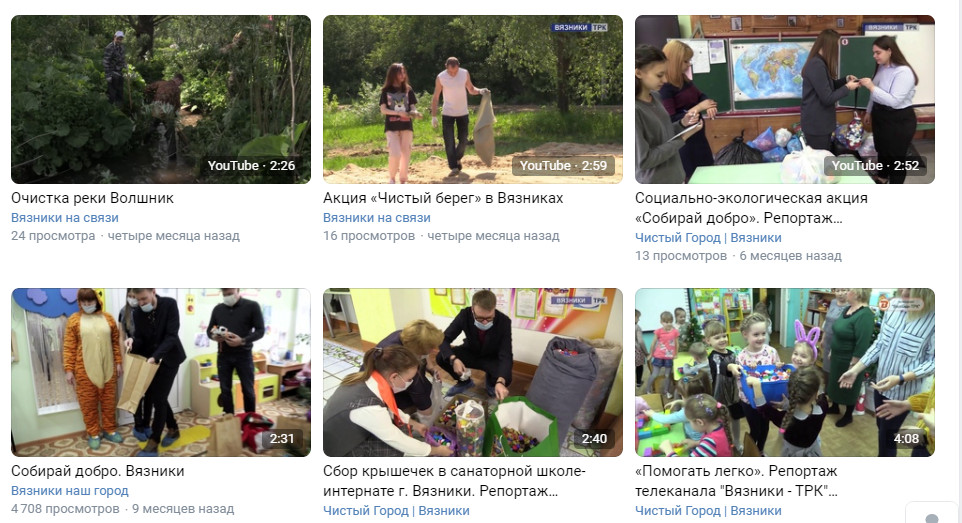 ВЯЗНИКИ ТРК
ВЯЗНИКИ ТРК
YouTube · 2:26
YouTube · 2:59
YouTube · 2:52
Очистка реки Волшник
Вязники на связи
24 просмотра · четыре месяца назад
Акция «Чистый берег» в Вязниках
Вязники на связи
16 просмотров · четыре месяца назад
Социально-экологическая акция
«Собирай добро». Репортаж...
Чистый Город | Вязники
13 просмотров · 6 месяцев назад
ВЯЗНИКИ ТРК
2:31
2:40
4:08
Собирай добро. Вязники
Вязники наш город
4 708 просмотров · 9 месяцев назад
Сбор крышечек в санаторной школе-
интернате г. Вязники. Репортаж...
Чистый Город | Вязники
«Помогать легко». Репортаж
телеканала "Вязники - ТРК"...
Чистый Город | Вязники